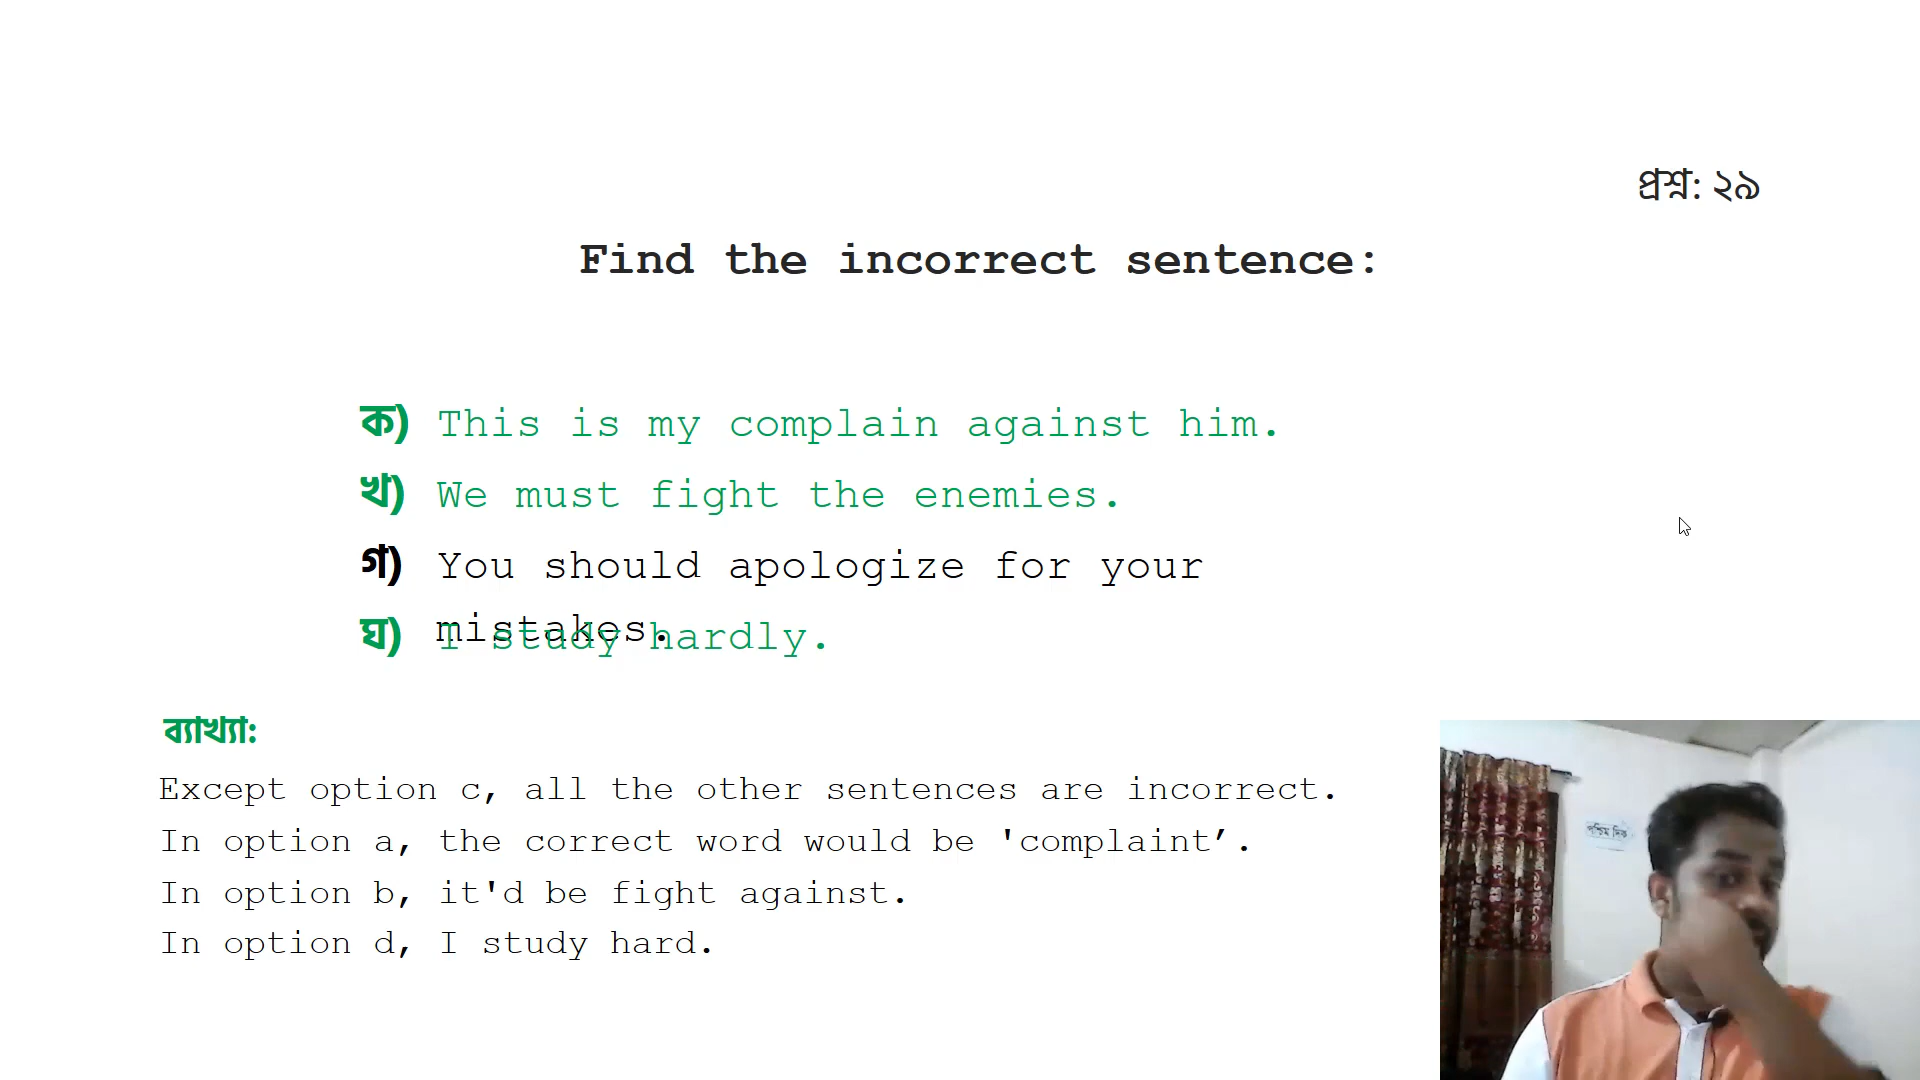 প্রশ্ন: ২৯
Find the incorrect sentence:
ক) This is my complain against him.
খ) We must fight the enemies.
গ) You should apologize for your
mistakes.
ঘ) I study hardly.
ব্যাখ্যা:
Except option c, all the other sentences are incorrect.
In option a, the correct word would be 'complaint’.
In option b, it'd be fight against.
In option d, I study hard.
পশ্চিম দিক